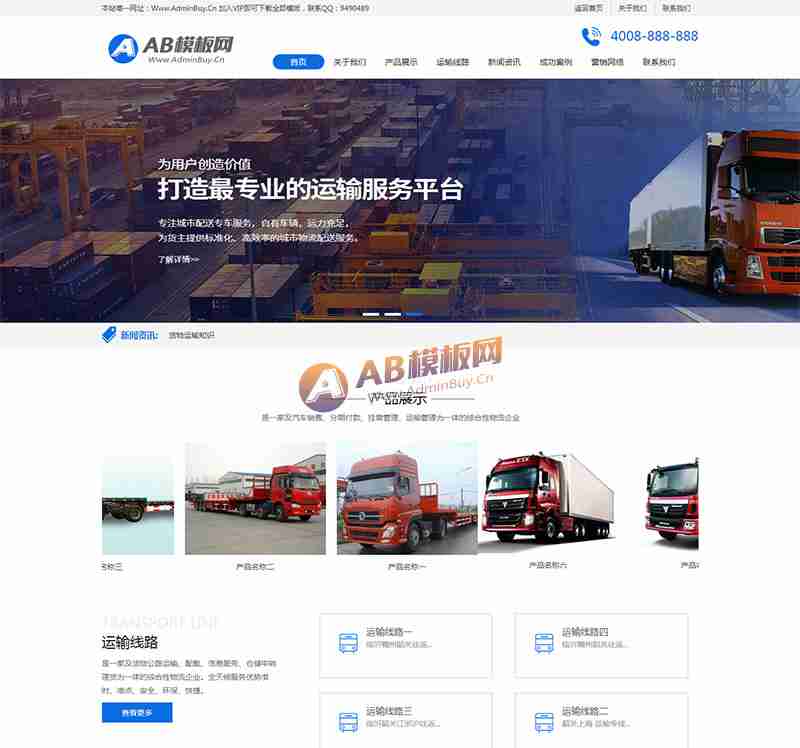 本站唯一网址：Www.AdminBuy.Cn 加入VIP即可下载全部模板，联系QQ：9490489
返回首页 关于我们 联系我们
AB模板网
Www.AdminBuy.Cn
4008-888-888
首页 关于我们 产品展示 运输线路 新闻资讯 成功案例 营销网络 联系我们
为用户创造价值
打造最专业的运输服务平台
专注城市配送专车服务，自有车辆，运力充足，
为货主提供标准化、高效率的城市物流配送服务。
了解详情>>
新闻资讯: 货物运输知识
AB模板网
Www.AdminBuy.Cn
产品展示
是一家及汽车销售、分期付款、挂靠管理、运输管理为一体的综合性物流企业
名称三 产品名称二 产品名称一 产品名称六 产品
TRANSPORT LINE
运输线路
是一家及货物公路运输、配载、信息服务、仓储中转
理货为一体的综合性物流企业。全天候服务优势准
时、准点、安全、环保、快捷。
查看更多
运输线路一
临沂赣州韶关往返...
运输线路四
临沂韶关往返...
运输线路三
临沂韶关江浙沪往返...
运输线路二
韶关上海 运输专线...